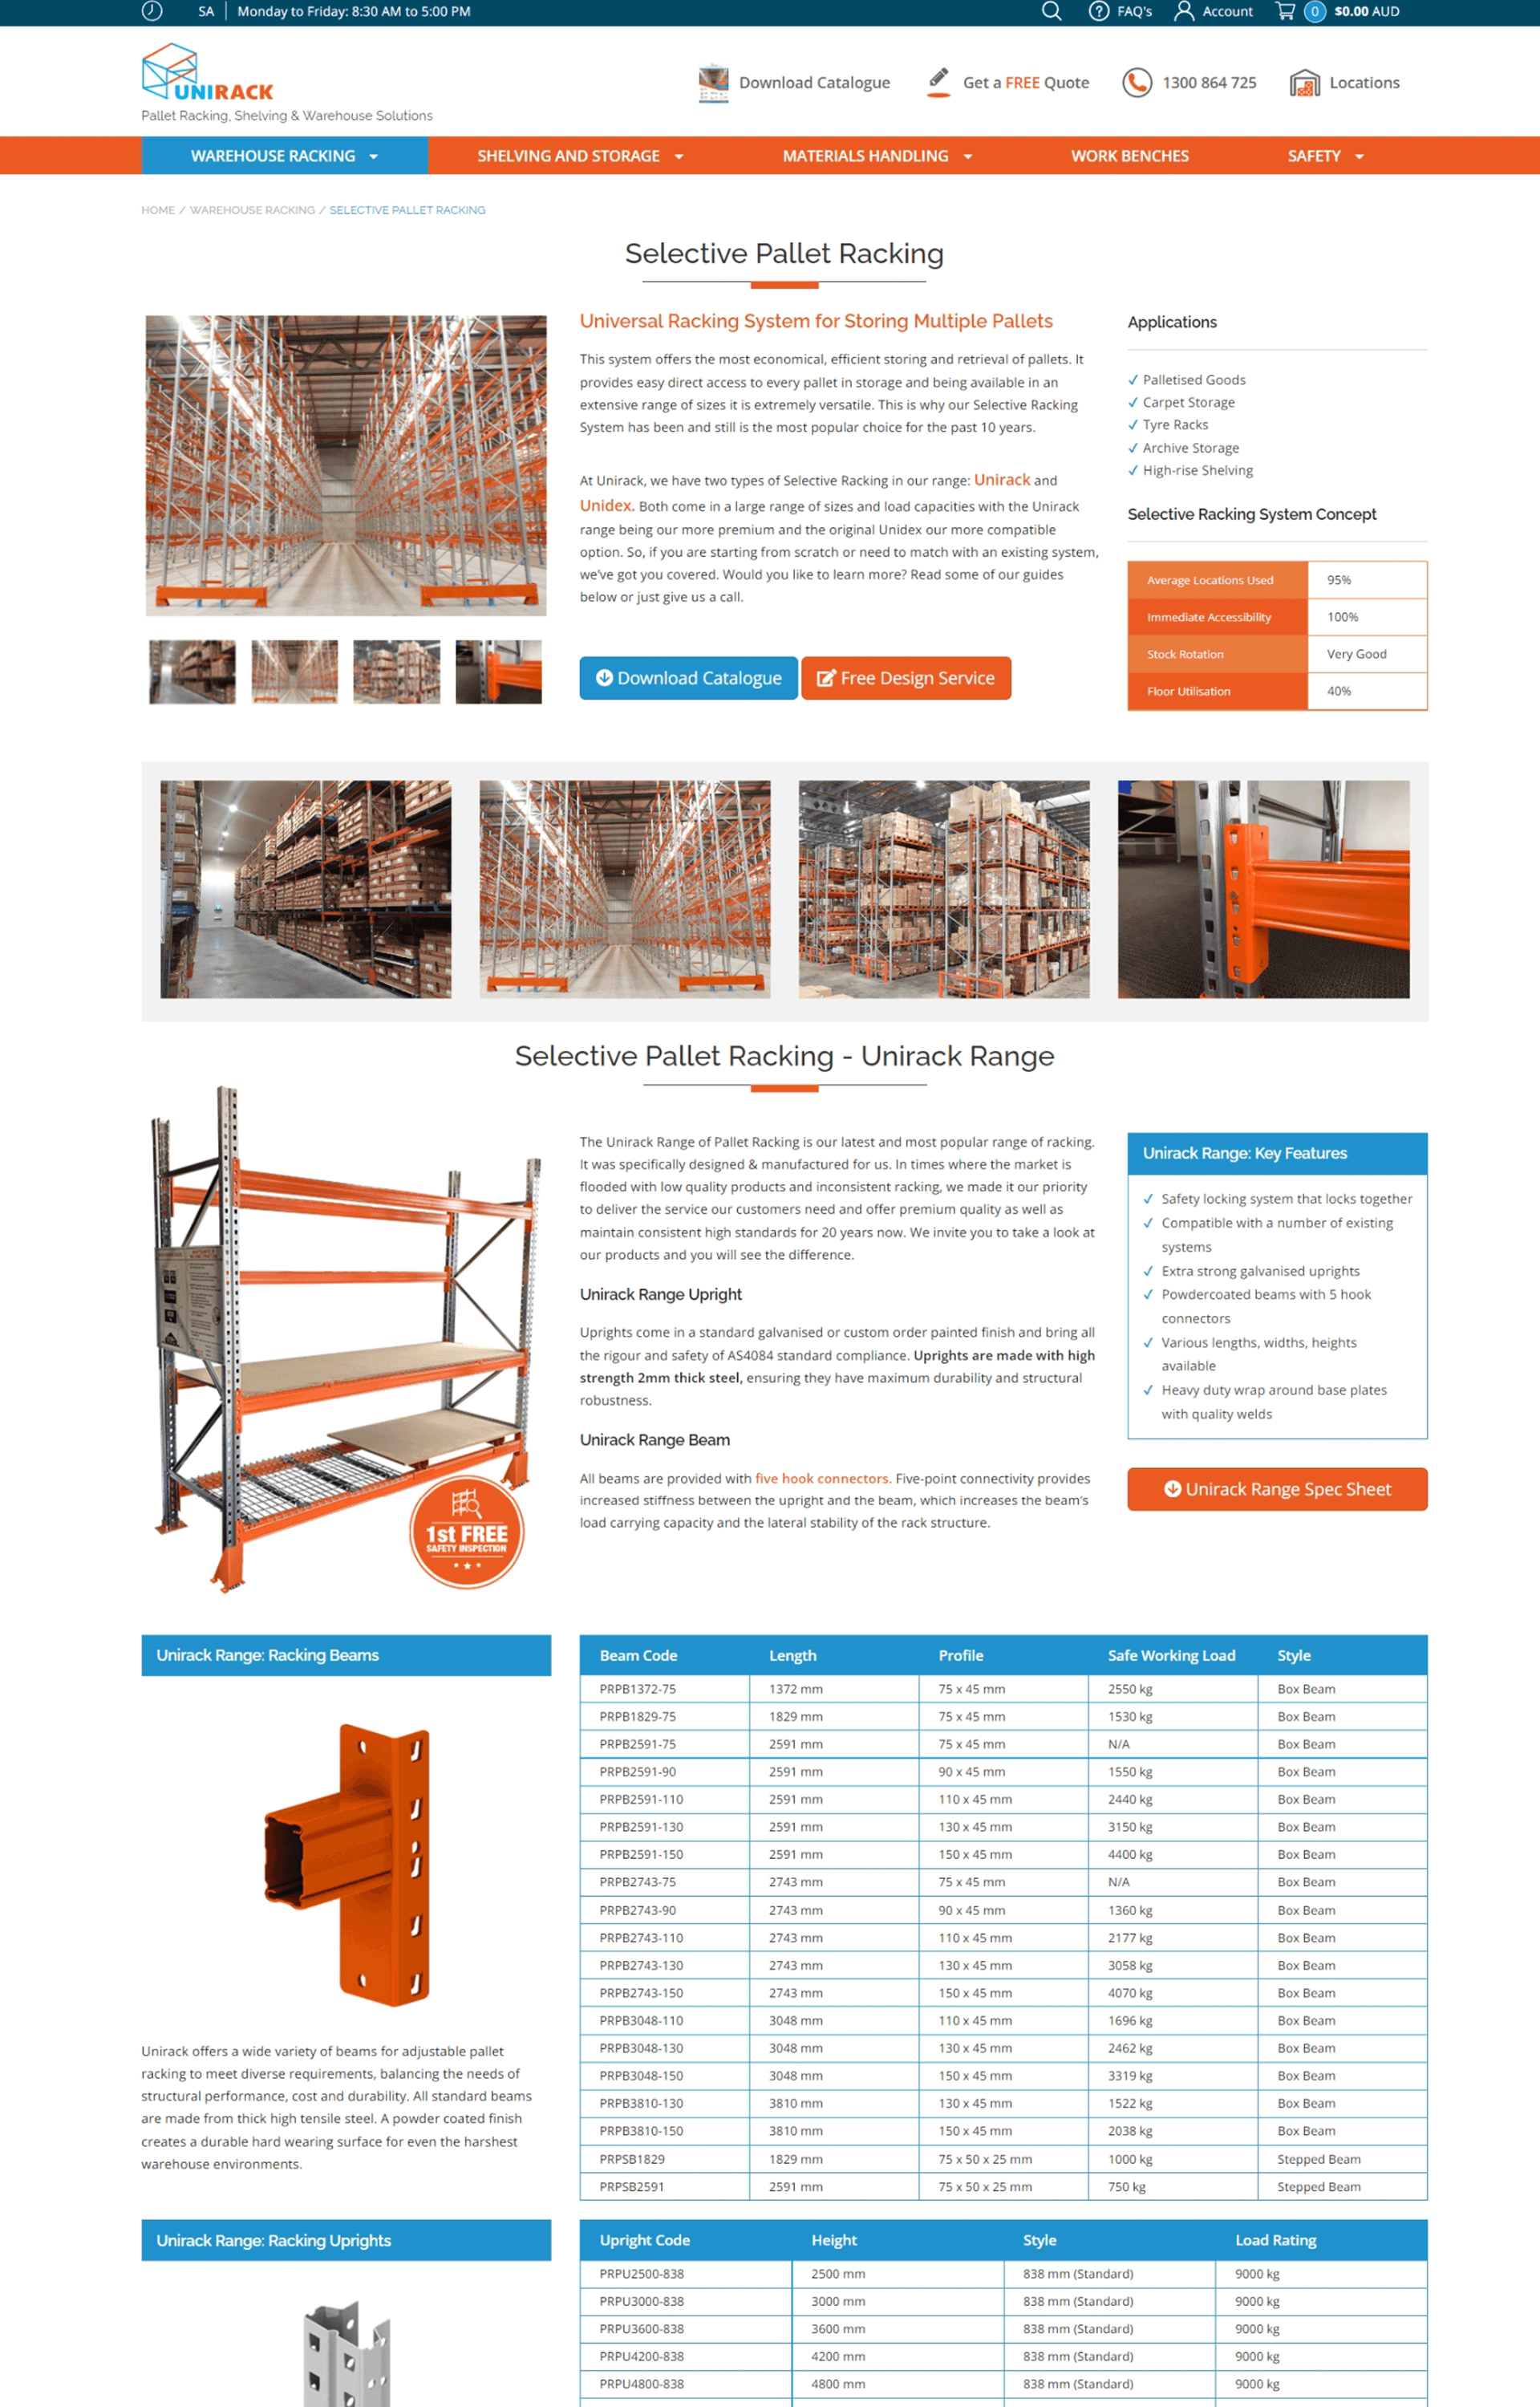 SA | Monday to Friday: 8:30 AM to 5:00 PM
FAQ's Account 0 $0.00 AUD
UNIRACK
Pallet Racking, Shelving & Warehouse Solutions
Download Catalogue Get a FREE Quote 1300 864 725 Locations
WAREHOUSE RACKING SHELVING AND STORAGE MATERIALS HANDLING WORK BENCHES SAFETY
HOME / WAREHOUSE RACKING / SELECTIVE PALLET RACKING
Selective Pallet Racking
Universal Racking System for Storing Multiple Pallets
This system offers the most economical, efficient storing and retrieval of pallets. It
provides easy direct access to every pallet in storage and being available in an
extensive range of sizes it is extremely versatile. This is why our Selective Racking
System has been and still is the most popular choice for the past 10 years.
At Unirack, we have two types of Selective Racking in our range: Unirack and
Unidex. Both come in a large range of sizes and load capacities with the Unirack
range being our more premium and the original Unidex our more compatible
option. So, if you are starting from scratch or need to match with an existing system,
we've got you covered. Would you like to learn more? Read some of our guides
below or just give us a call.
Download Catalogue Free Design Service
Applications
✓ Palletised Goods
✓ Carpet Storage
✓ Tyre Racks
✓ Archive Storage
✓ High-rise Shelving
Selective Racking System Concept
Average Locations Used 95%
Immediate Accessibility 100%
Stock Rotation Very Good
Floor Utilisation 40%
Selective Pallet Racking - Unirack Range
The Unirack Range of Pallet Racking is our latest and most popular range of racking.
It was specifically designed & manufactured for us. In times where the market is
flooded with low quality products and inconsistent racking, we made it our priority
to deliver the service our customers need and offer premium quality as well as
maintain consistent high standards for 20 years now. We invite you to take a look at
our products and you will see the difference.
Unirack Range Upright
Uprights come in a standard galvanised or custom order painted finish and bring all
the rigour and safety of AS4084 standard compliance. Uprights are made with high
strength 2mm thick steel, ensuring they have maximum durability and structural
robustness.
Unirack Range Beam
All beams are provided with five hook connectors. Five-point connectivity provides
increased stiffness between the upright and the beam, which increases the beam's
load carrying capacity and the lateral stability of the rack structure.
1st FREE
SAFETY INSPECTION
Unirack Range: Key Features
✓ Safety locking system that locks together
✓ Compatible with a number of existing
systems
✓ Extra strong galvanised uprights
✓ Powdercoated beams with 5 hook
connectors
✓ Various lengths, widths, heights
available
✓ Heavy duty wrap around base plates
with quality welds
Unirack Range Spec Sheet
Unirack Range: Racking Beams
Unirack offers a wide variety of beams for adjustable pallet
racking to meet diverse requirements, balancing the needs of
structural performance, cost and durability. All standard beams
are made from thick high tensile steel. A powder coated finish
creates a durable hard wearing surface for even the harshest
warehouse environments.
Beam Code Length Profile Safe Working Load Style
PRPB1372-75 1372 mm 75 x 45 mm 2550 kg Box Beam
PRPB1829-75 1829 mm 75 x 45 mm 1530 kg Box Beam
PRPB2591-75 2591 mm 75 x 45 mm N/A Box Beam
PRPB2591-90 2591 mm 90 x 45 mm 1550 kg Box Beam
PRPB2591-110 2591 mm 110 x 45 mm 2440 kg Box Beam
PRPB2591-130 2591 mm 130 x 45 mm 3150 kg Box Beam
PRPB2591-150 2591 mm 150 x 45 mm 4400 kg Box Beam
PRPB2743-75 2743 mm 75 x 45 mm N/A Box Beam
PRPB2743-90 2743 mm 90 x 45 mm 1360 kg Box Beam
PRPB2743-110 2743 mm 110 x 45 mm 2177 kg Box Beam
PRPB2743-130 2743 mm 130 x 45 mm 3058 kg Box Beam
PRPB2743-150 2743 mm 150 x 45 mm 4070 kg Box Beam
PRPB3048-110 3048 mm 110 x 45 mm 1696 kg Box Beam
PRPB3048-130 3048 mm 130 x 45 mm 2462 kg Box Beam
PRPB3048-150 3048 mm 150 x 45 mm 3319 kg Box Beam
PRPB3810-130 3810 mm 130 x 45 mm 1522 kg Box Beam
PRPB3810-150 3810 mm 150 x 45 mm 2038 kg Box Beam
PRPSB1829 1829 mm 75 x 50 x 25 mm 1000 kg Stepped Beam
PRPSB2591 2591 mm 75 x 50 x 25 mm 750 kg Stepped Beam
Unirack Range: Racking Uprights
Upright Code Height Style Load Rating
PRPU2500-838 2500 mm 838 mm (Standard) 9000 kg
PRPU3000-838 3000 mm 838 mm (Standard) 9000 kg
PRPU3600-838 3600 mm 838 mm (Standard) 9000 kg
PRPU4200-838 4200 mm 838 mm (Standard) 9000 kg
PRPU4800-838 4800 mm 838 mm (Standard) 9000 kg